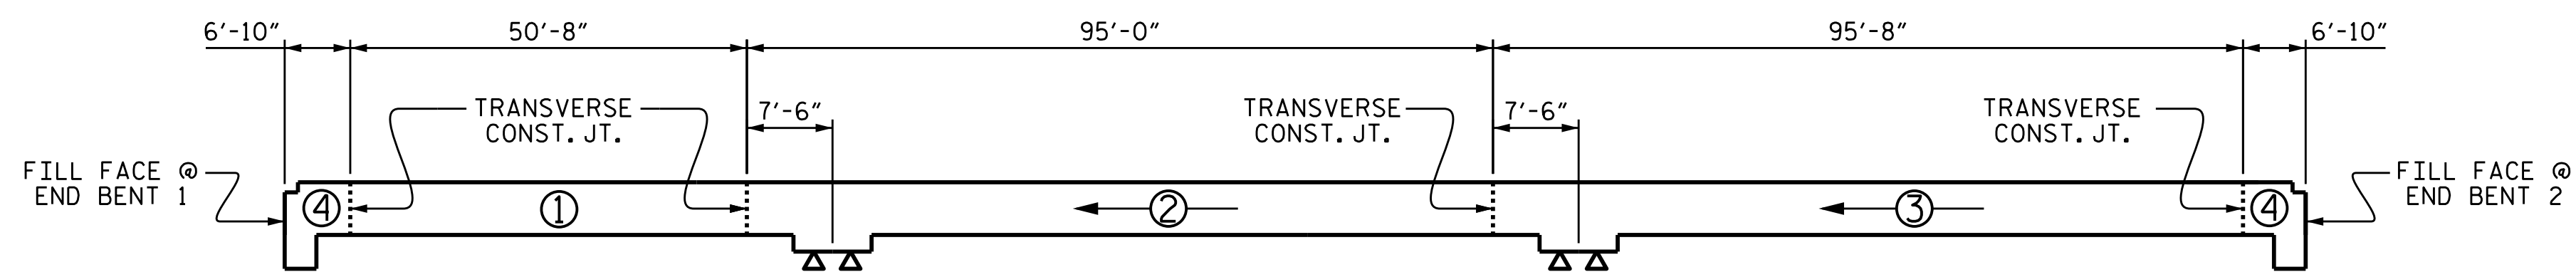 6'-10" 50'-8" 95'-0" 95'-8" 6'-10"
TRANSVERSE
CONST. JT.
7'-6"
TRANSVERSE
CONST. JT.
7'-6"
TRANSVERSE
CONST. JT.
FILL FACE @
END BENT 1
FILL FACE @
END BENT 2
4 1 2 3 4